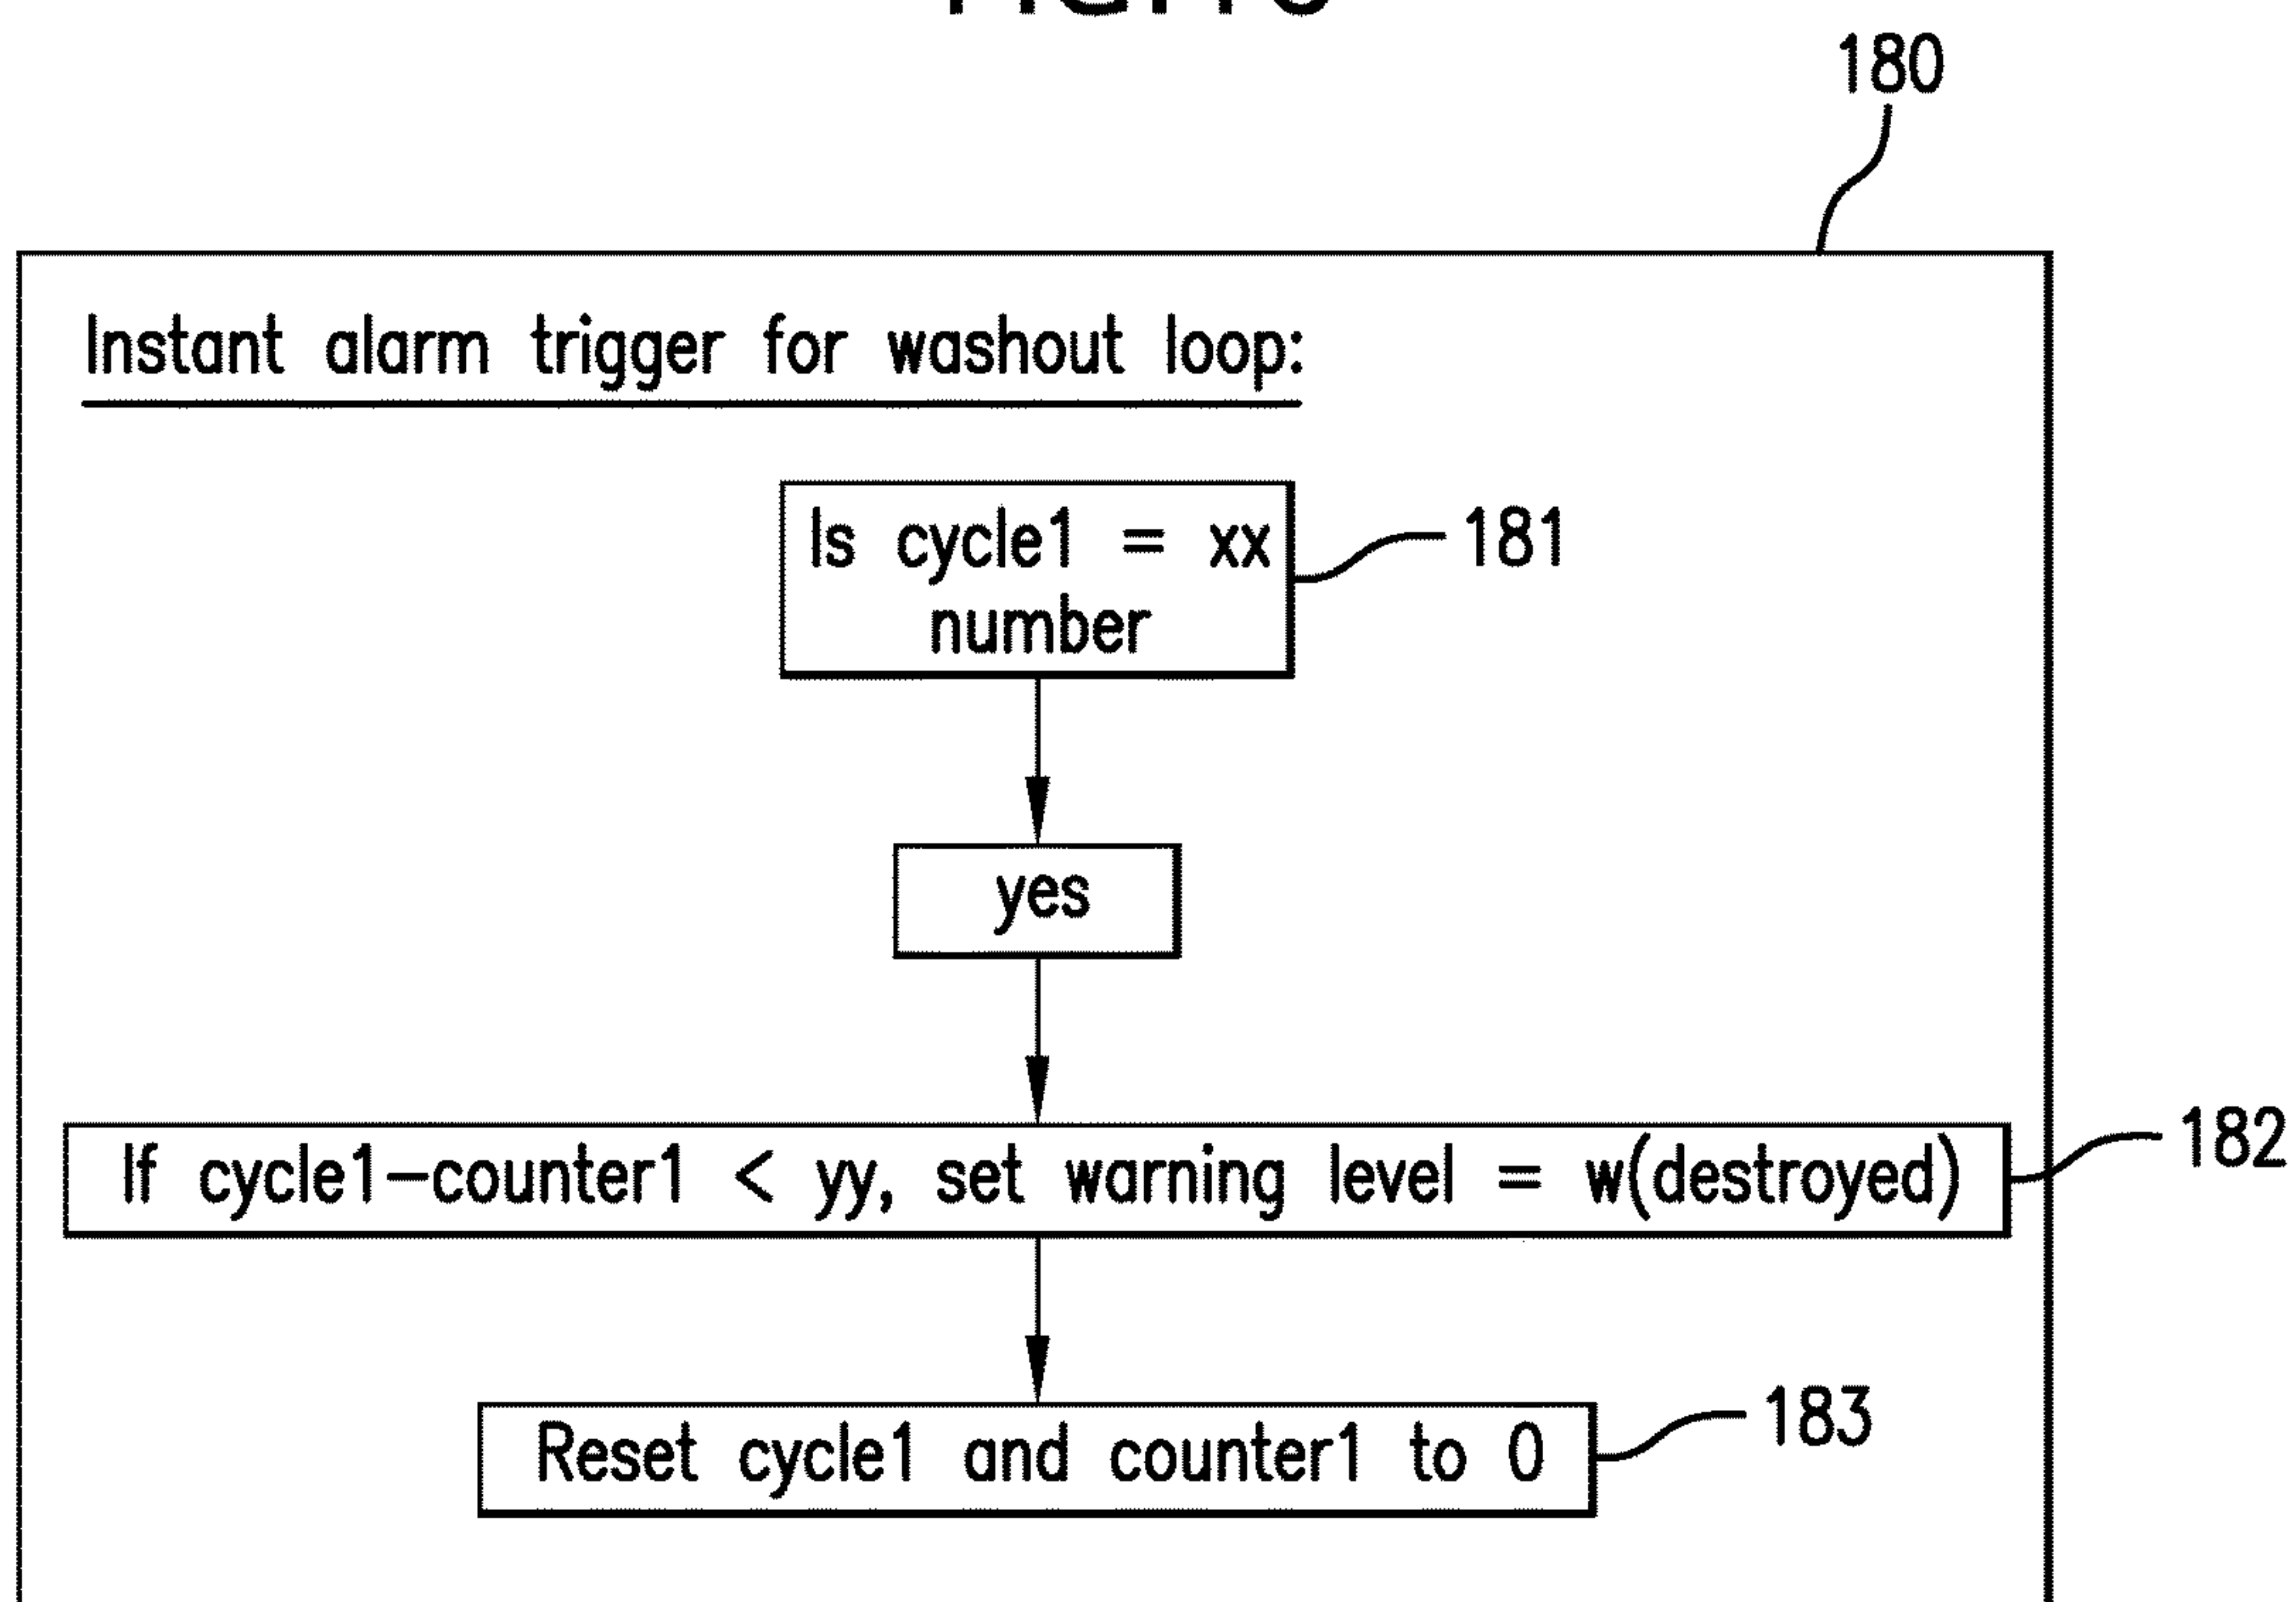 180
Instant alarm trigger for washout loop:
Is cycle1 = xx
number
181
yes
If cycle1-counter1 < yy, set warning level = w(destroyed)
182
Reset cycle1 and counter1 to 0
183